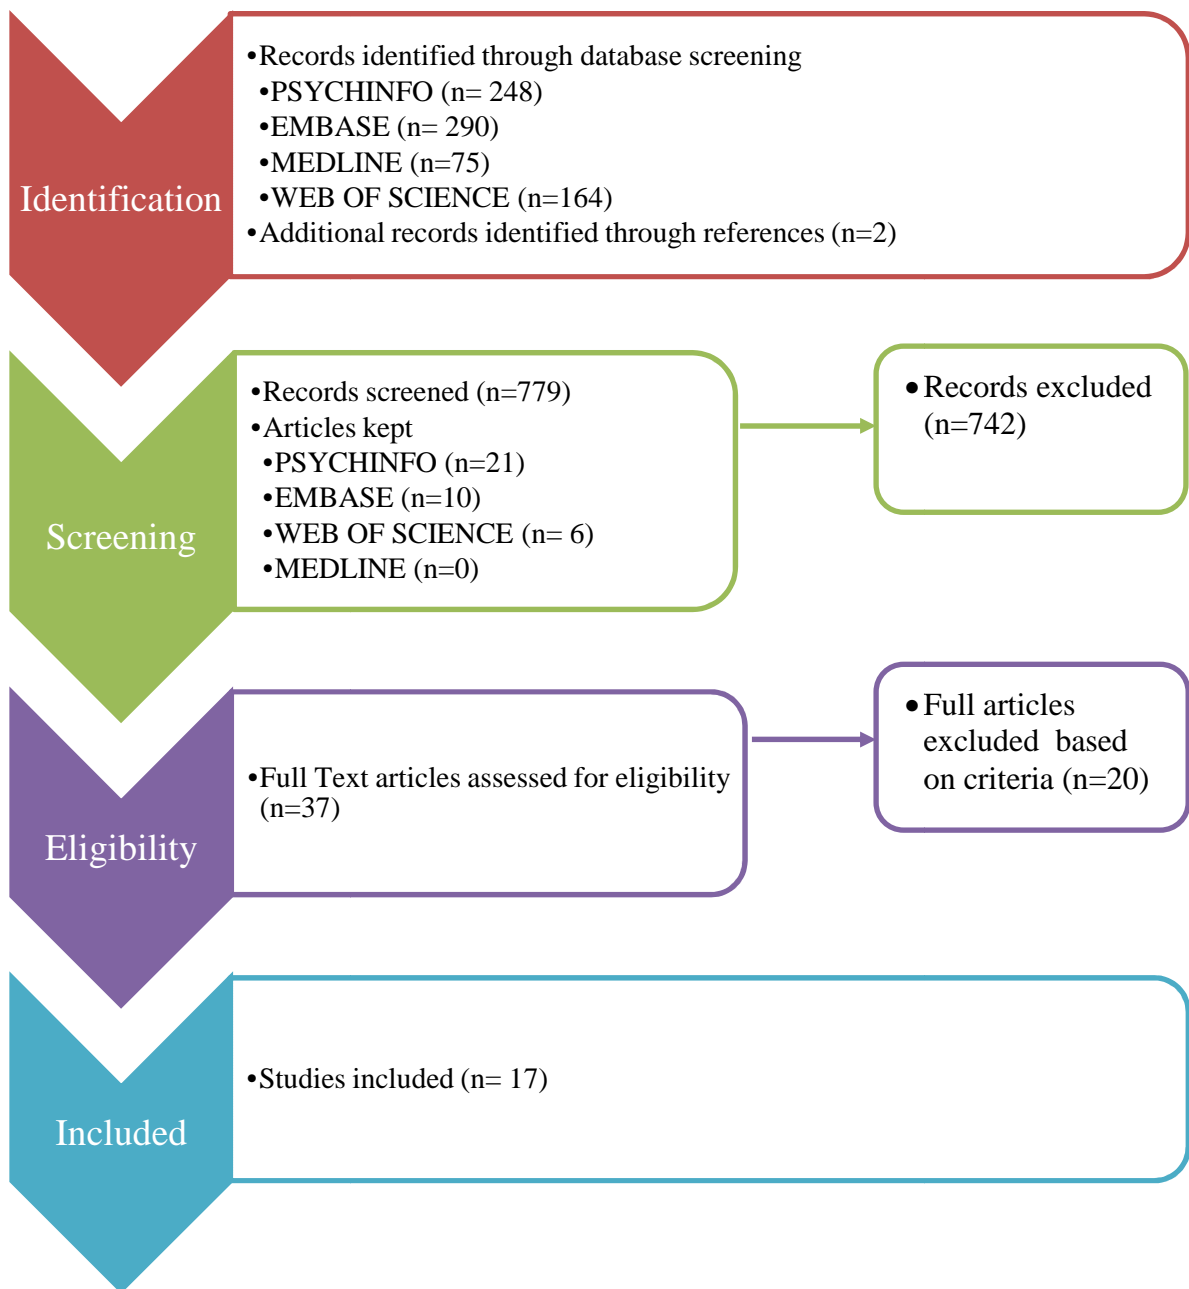 Identification
•Records identified through database screening
•PSYCHINFO (n= 248)
•EMBASE (n= 290)
•MEDLINE (n=75)
•WEB OF SCIENCE (n=164)
•Additional records identified through references (n=2)
Screening
•Records screened (n=779)
•Articles kept
•PSYCHINFO (n=21)
•EMBASE (n=10)
•WEB OF SCIENCE (n= 6)
•MEDLINE (n=0)
•Records excluded
(n=742)
Eligibility
•Full Text articles assessed for eligibility
(n=37)
•Full articles
excluded  based
on criteria (n=20)
Included
•Studies included (n= 17)